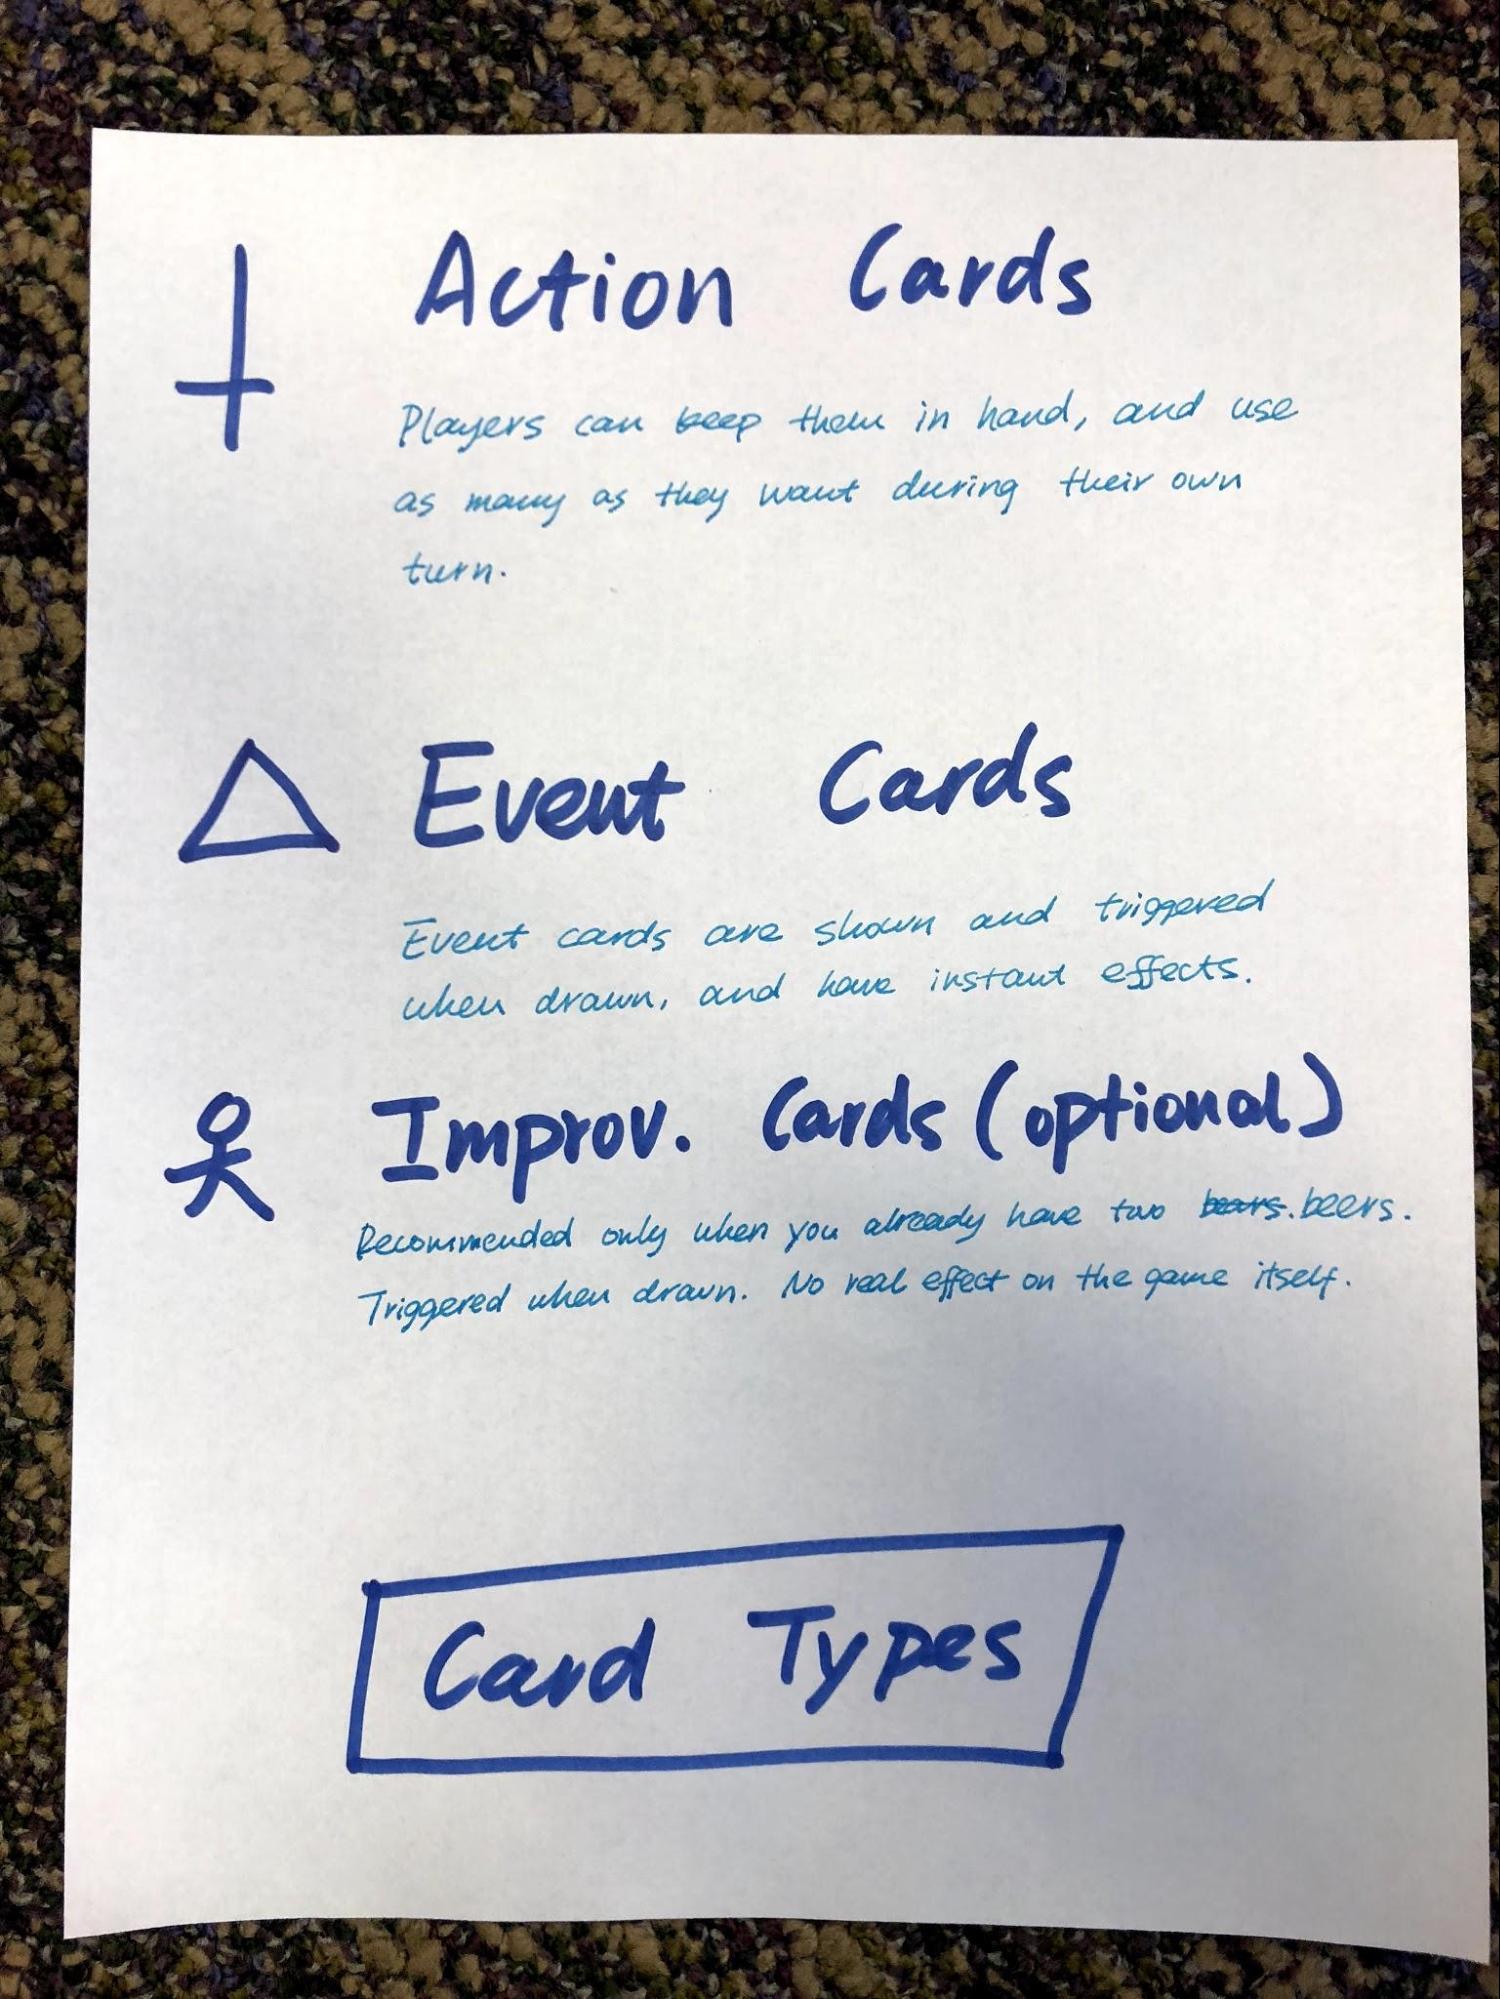 Action Cards
Players can keep them in hand, and use
as many as they want during their own
turn.
Event Cards
Event cards are shown and triggered
when drawn, and have instant effects.
Improv. Cards (optional)
Recommended only when you already have two bears. beers.
Triggered when drawn. No real effect on the game itself.
Card Types